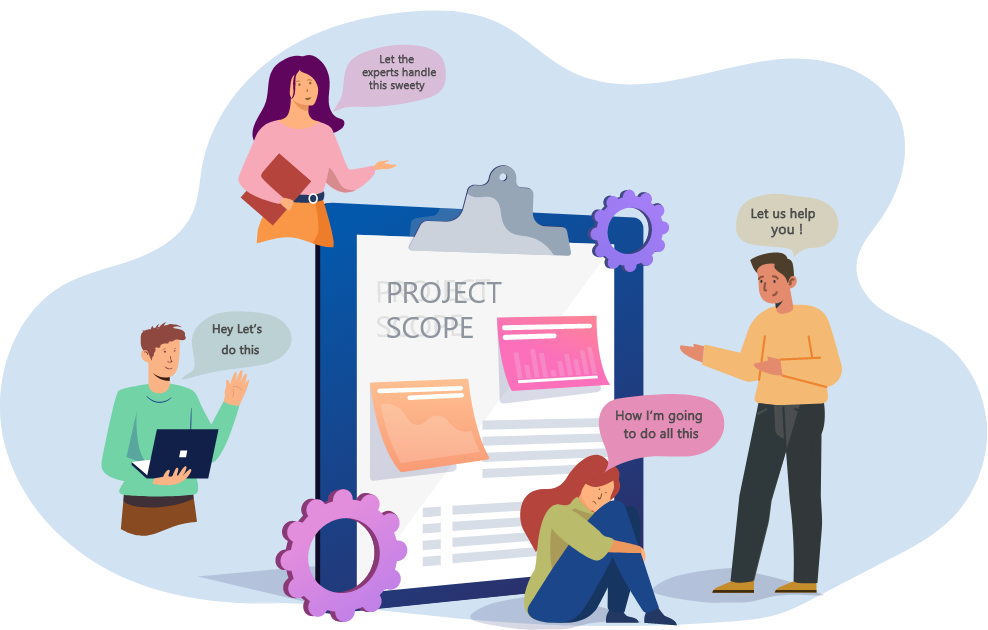 Let the
experts handle
this sweety
Let us help
you !
PROJECT
SCOPE
Hey Let's
do this
How I'm going
to do all this